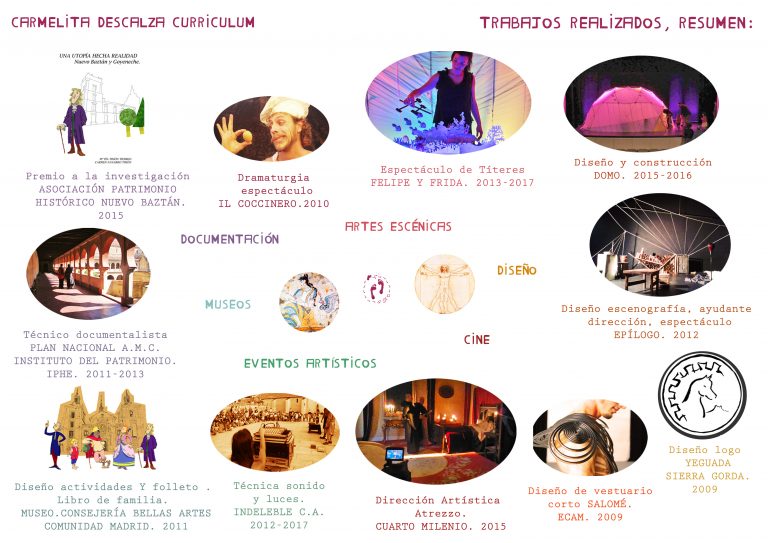 CARMELITA DESCALZA CURRICULUM
TRABAJOS REALIZADOS, RESUMEN:
UNA UTOPÍA HECHA REALIDAD
Nuevo Baztán y Goyeneche.
Premio a la investigación
ASOCIACIÓN PATRIMONIO
HISTÓRICO NUEVO BAZTÁN.
2015
Dramaturgia
espectáculo
IL COCCINERO.2010
Espectáculo de Títeres
FELIPE Y FRIDA. 2013-2017
Diseño y construcción
DOMO. 2015-2016
ARTES ESCÉNICAS
DOCUMENTACIÓN
DISEÑO
MUSEOS
CINE
EVENTOS ARTÍSTICOS
Técnico documentalista
PLAN NACIONAL A.M.C.
INSTITUTO DEL PATRIMONIO.
IPHE. 2011-2013
Diseño escenografía, ayudante
dirección, espectáculo
EPÍLOGO. 2012
Diseño actividades Y folleto .
Libro de familia.
MUSEO.CONSEJERÍA BELLAS ARTES
COMUNIDAD MADRID. 2011
Técnica sonido
y luces.
INDELEBLE C.A.
2012-2017
Dirección Artística
Atrezzo.
CUARTO MILENIO. 2015
Diseño de vestuario
corto SALOMÉ.
ECAM. 2009
Diseño logo
YEGUADA
SIERRA GORDA.
2009